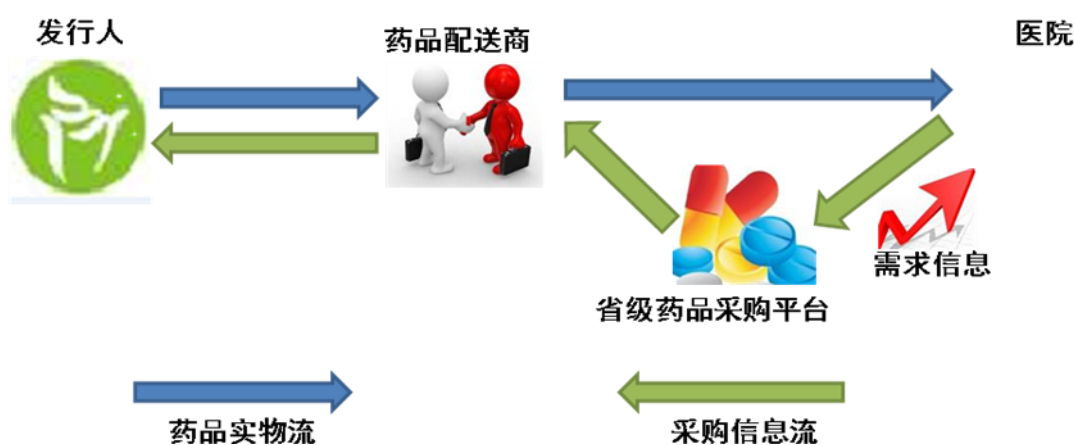 发行人
药品配送商
医院
需求信息
省级药品采购平台
药品实物流
采购信息流